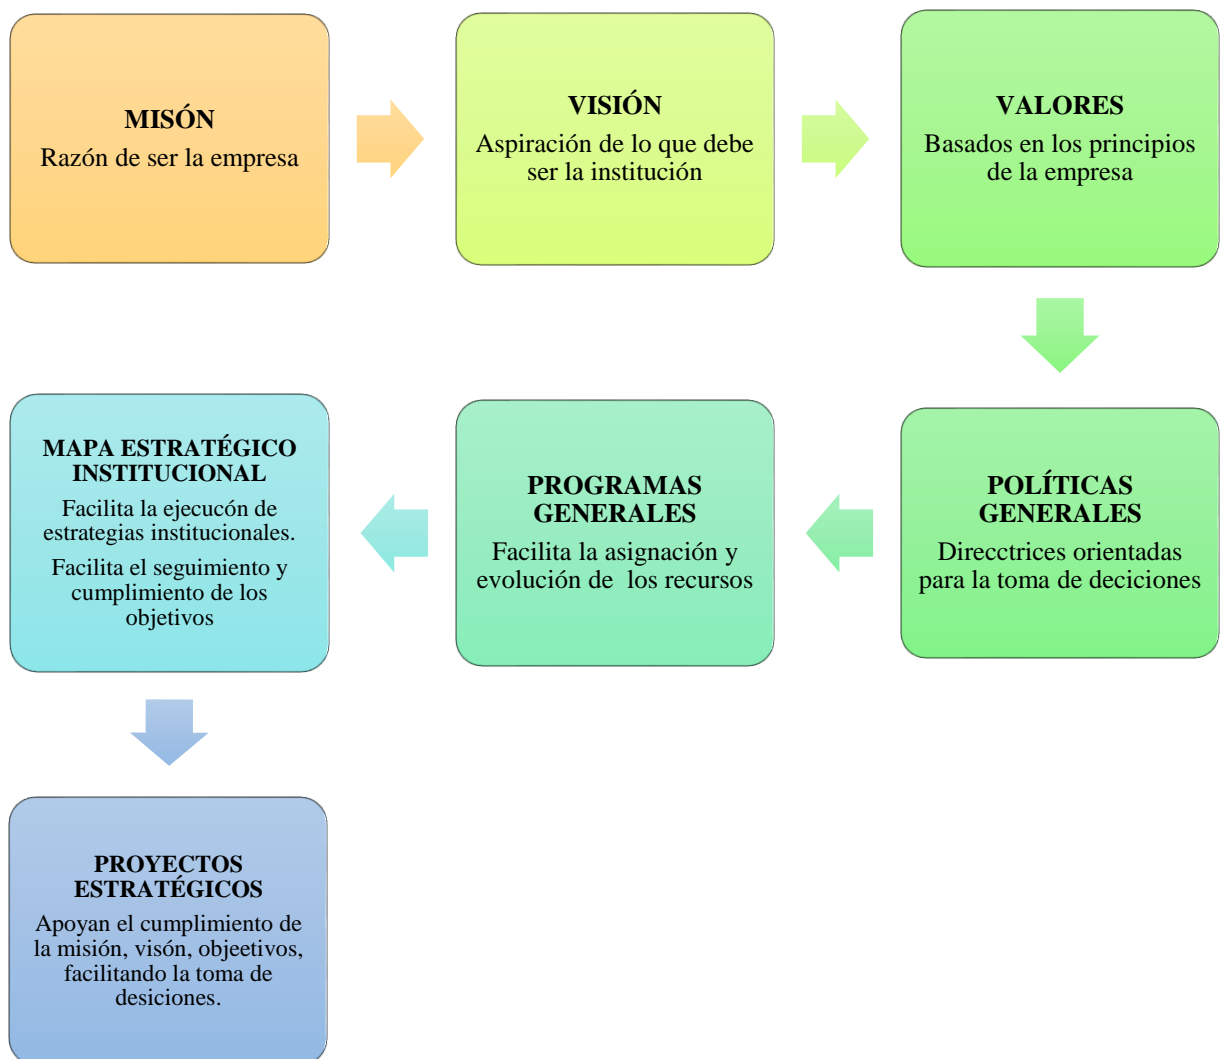 MISÓN
Razón de ser la empresa
VISIÓN
Aspiración de lo que debe
ser la institución
VALORES
Basados en los principios
de la empresa
POLÍTICAS
GENERALES
Direcctrices orientadas
para la toma de deciciones
PROGRAMAS
GENERALES
Facilita la asignación y
evolución de los recursos
MAPA ESTRATÉGICO
INSTITUCIONAL
Facilita la ejecucón de
estrategias institucionales.
Facilita el seguimiento y
cumplimiento de los
objetivos
PROYECTOS
ESTRATÉGICOS
Apoyan el cumplimiento de
la misión, visón, objeetivos,
facilitando la toma de
desiciones.